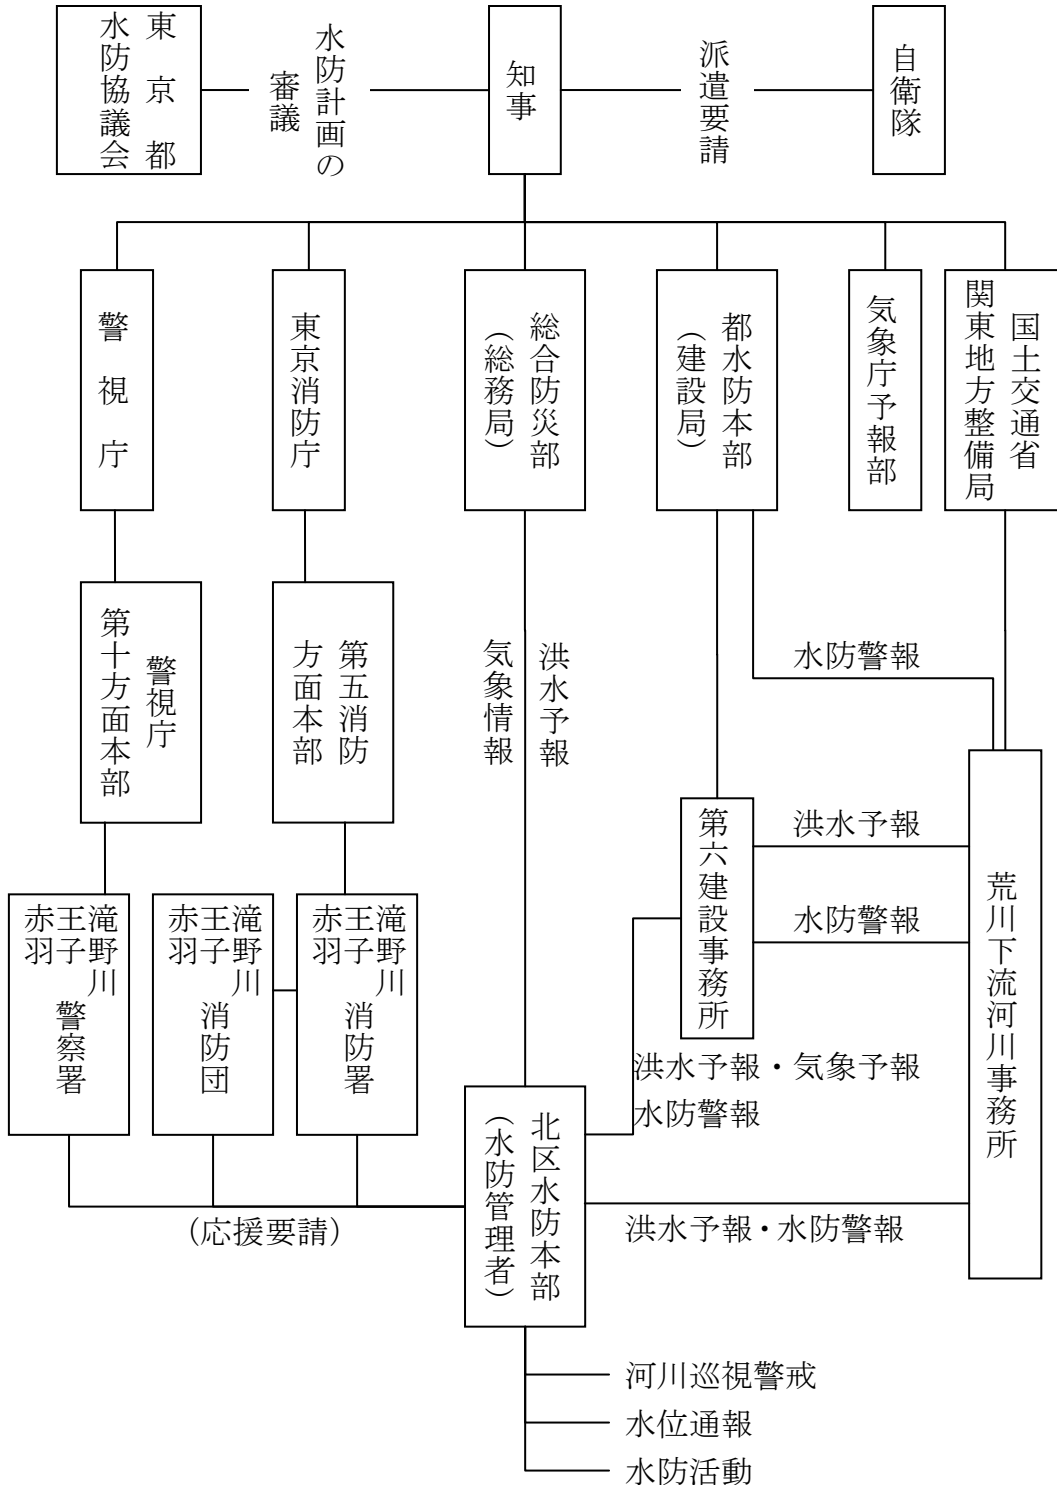 東京都
水防協議会
水防計画の
審議
知事
派遣要請
自衛隊
警視庁
東京消防庁
総合防災部
（総務局）
都水防本部
（建設局）
気象庁予報部
国土交通省
関東地方整備局
警視庁
第十方面本部
第五消防
方面本部
洪水予報
気象情報
水防警報
第六建設事務所
洪水予報
水防警報
荒川下流河川事務所
滝野川
王子
赤羽
警察署
滝野川
王子
赤羽
消防団
滝野川
王子
赤羽
消防署
洪水予報・気象予報
水防警報
北区水防本部
（水防管理者）
（応援要請）
洪水予報・水防警報
河川巡視警戒
水位通報
水防活動